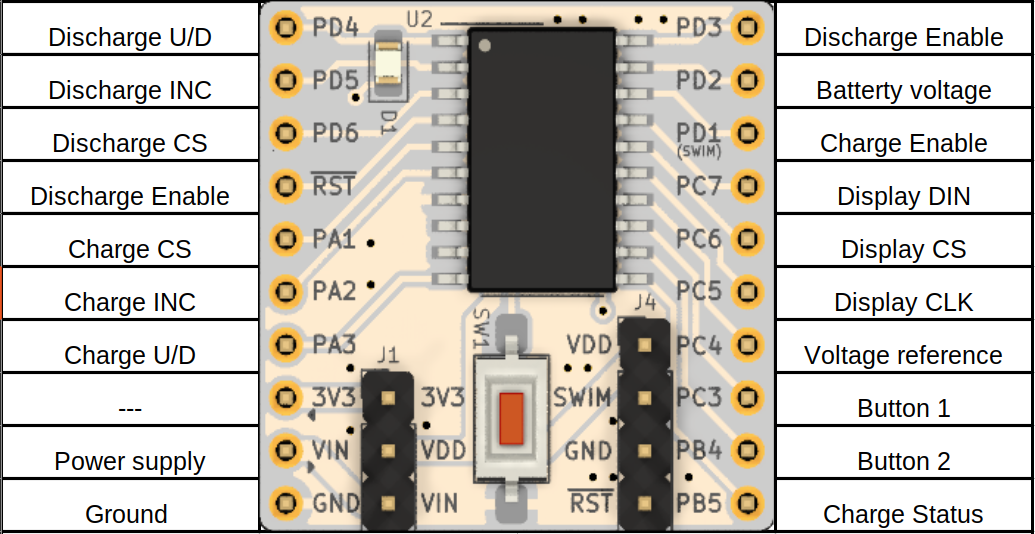 U2
Discharge U/D PD4 PD3 Discharge Enable
Discharge INC PD5 PD2 Batterty voltage
D1
Discharge CS PD6 PD1 Charge Enable
(SWIM)
Discharge Enable RST PC7 Display DIN
Charge CS PA1 PC6 Display CS
Charge INC PA2 PC5 Display CLK
SW1
J4
Charge U/D PA3 VDD PC4 Voltage reference
J1
--- 3V3 3V3 SWIM PC3 Button 1
Power supply VIN VDD GND PB4 Button 2
Ground GND VIN RST PB5 Charge Status